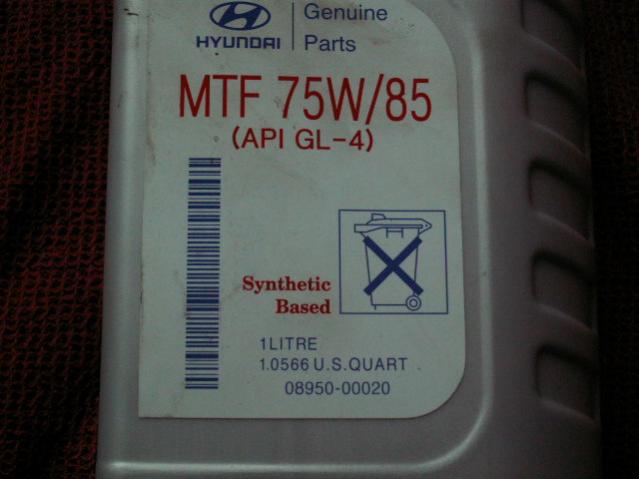 Genuine
HYUNDAI Parts
MTF 75W/85
(API GL-4)
Synthetic
Based
1LITRE
1.0566 U.S.QUART
08950-00020